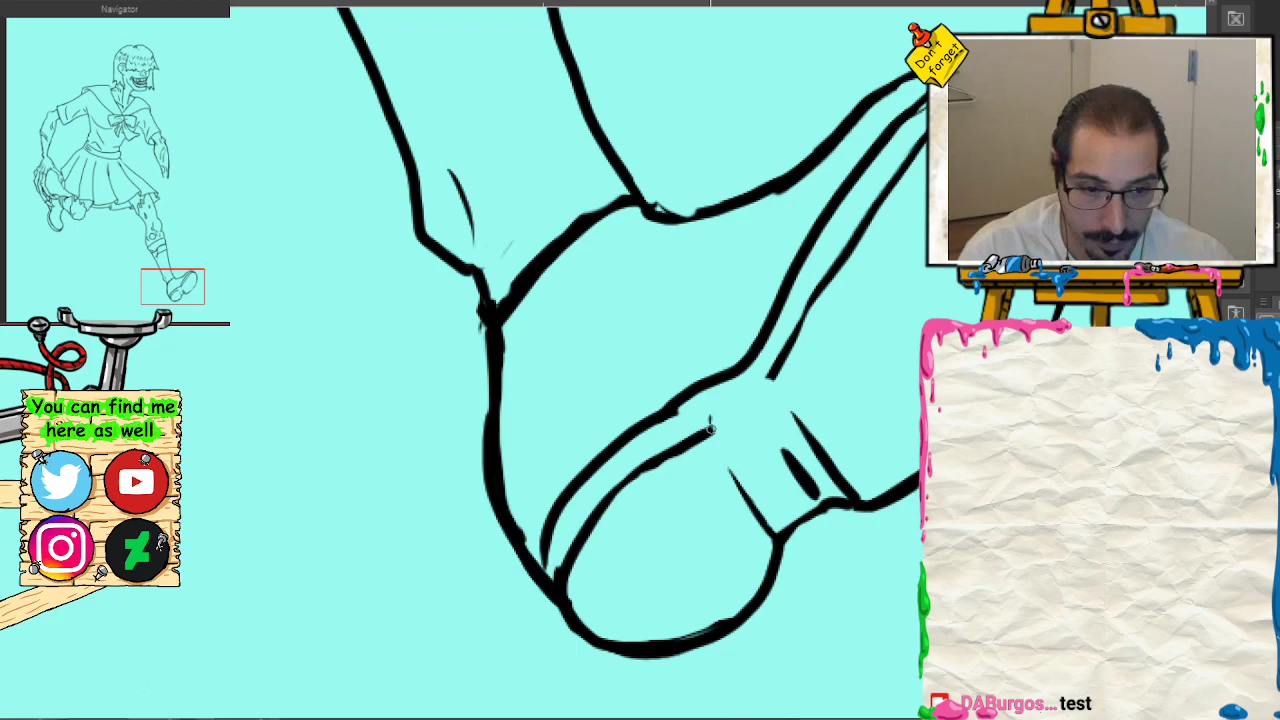 Navigator
Don't
forget
You can find me
here as well
DABurgos... test